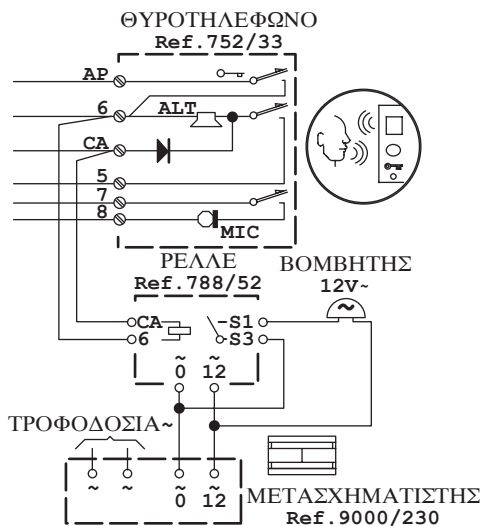 ΘΥΡΟΤΗΛΕΦΩΝΟ
Ref.752/33
AP
6
ALT
CA
5
7
8
MIC
ΡΕΛΛΕ
Ref.788/52
ΒΟΜΒΗΤΗΣ
12V~
~
CA
6
S1
S3
~ ~
0 12
ΤΡΟΦΟΔΟΣΙΑ~
~ ~ ~ ~
0 12
ΜΕΤΑΣΧΗΜΑΤΙΣΤΗΣ
Ref.9000/230